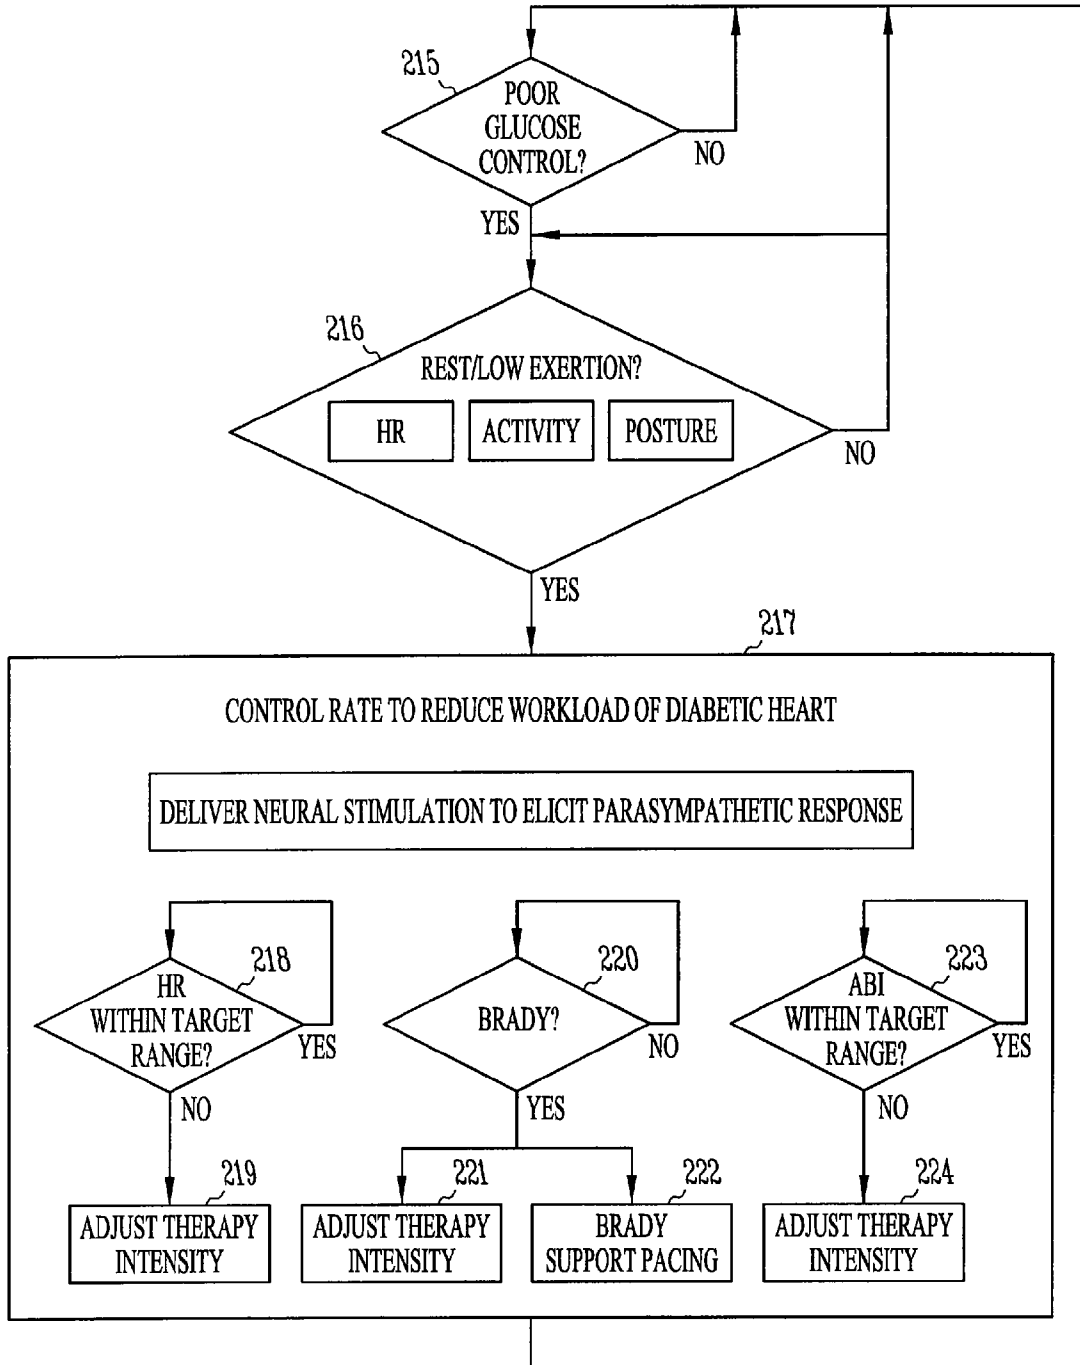 215
POOR
GLUCOSE
CONTROL?
NO
YES
216
REST/LOW EXERTION?
HR
ACTIVITY
POSTURE
NO
YES
217
CONTROL RATE TO REDUCE WORKLOAD OF DIABETIC HEART
DELIVER NEURAL STIMULATION TO ELICIT PARASYMPATHETIC RESPONSE
218
HR
WITHIN TARGET
RANGE?
YES
NO
219
ADJUST THERAPY
INTENSITY
220
BRADY?
NO
YES
221
ADJUST THERAPY
INTENSITY
222
BRADY
SUPPORT PACING
223
ABI
WITHIN TARGET
RANGE?
YES
NO
224
ADJUST THERAPY
INTENSITY